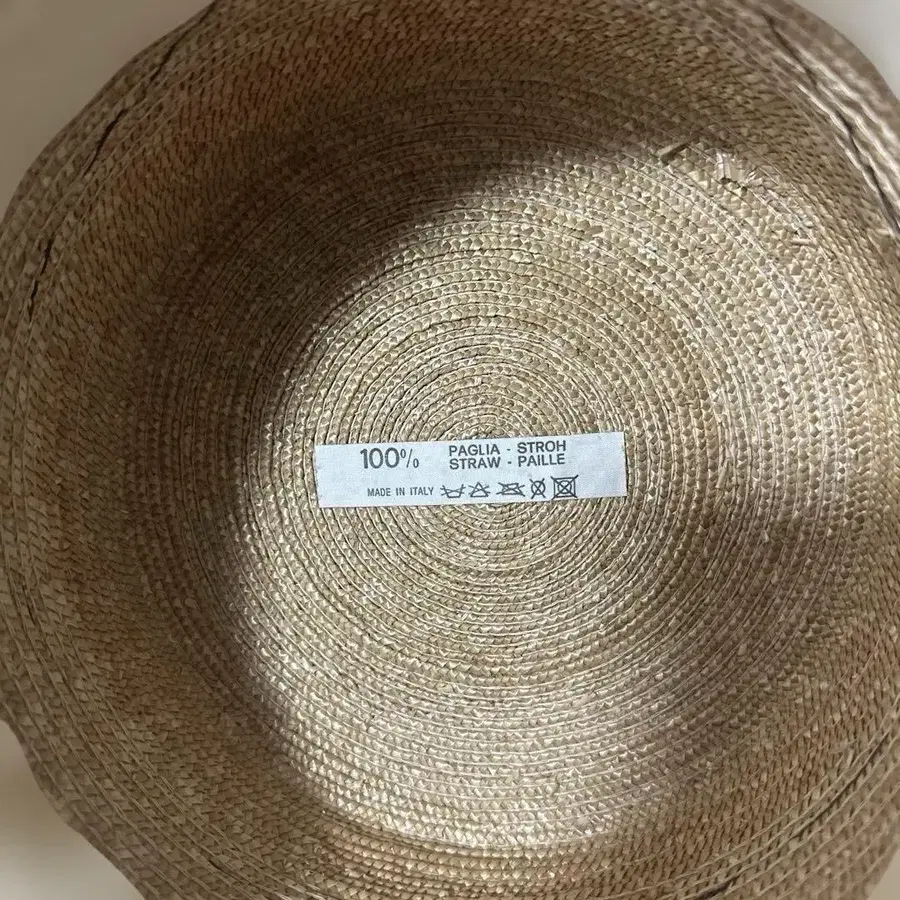 100% PAGLIA - STROH
STRAW - PAILLE
MADE IN ITALY